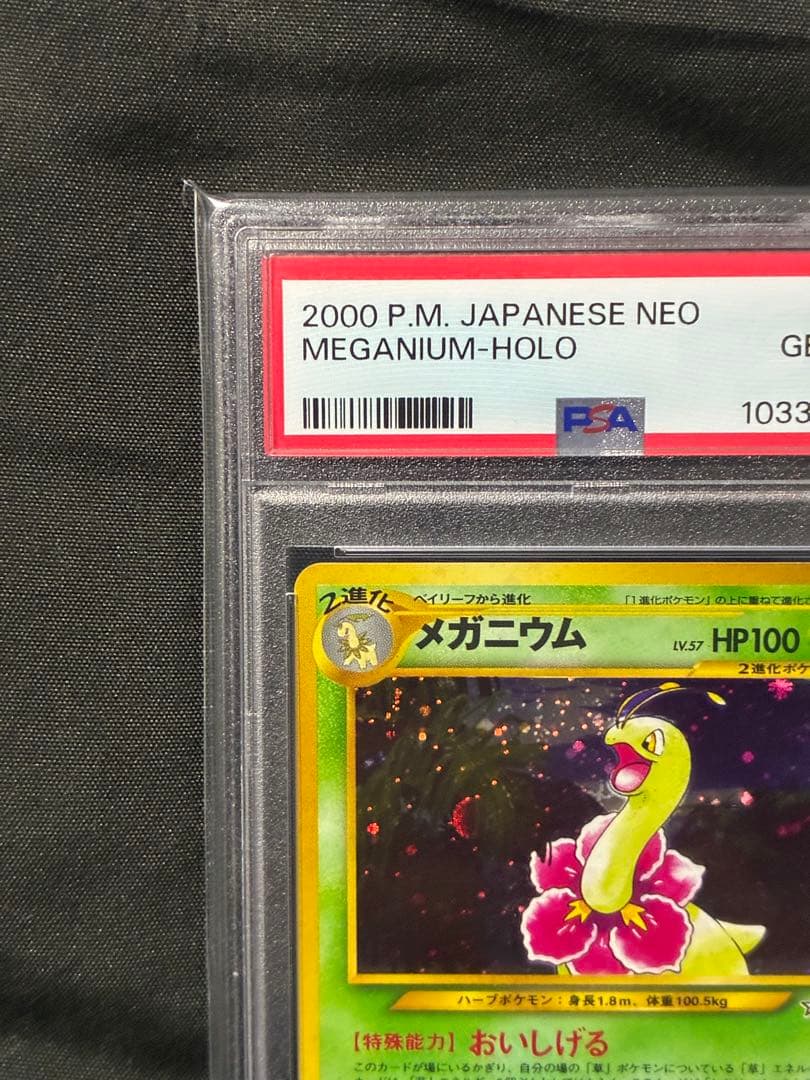 2000 P.M. JAPANESE NEO
MEGANIUM-HOLO
GE
PSA
1033
2進化
ベイリーフから進化
「1進化ポケモン」の上に重ねて進化さ
メガニウム
LV.57 HP100
2進化ポケ
ハーブポケモン：身長1.8m、体重100.5kg
【特殊能力】おいしげる
このカードが場にいるかぎり、自分の場の「草」ポケモンについている「草」エネル